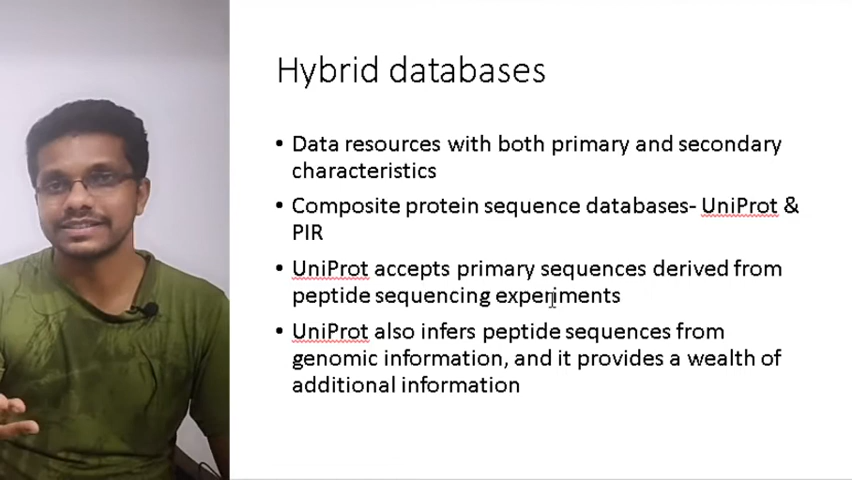 Hybrid databases
• Data resources with both primary and secondary
characteristics
• Composite protein sequence databases- UniProt &
PIR
• UniProt accepts primary sequences derived from
peptide sequencing experiments
• UniProt also infers peptide sequences from
genomic information, and it provides a wealth of
additional information